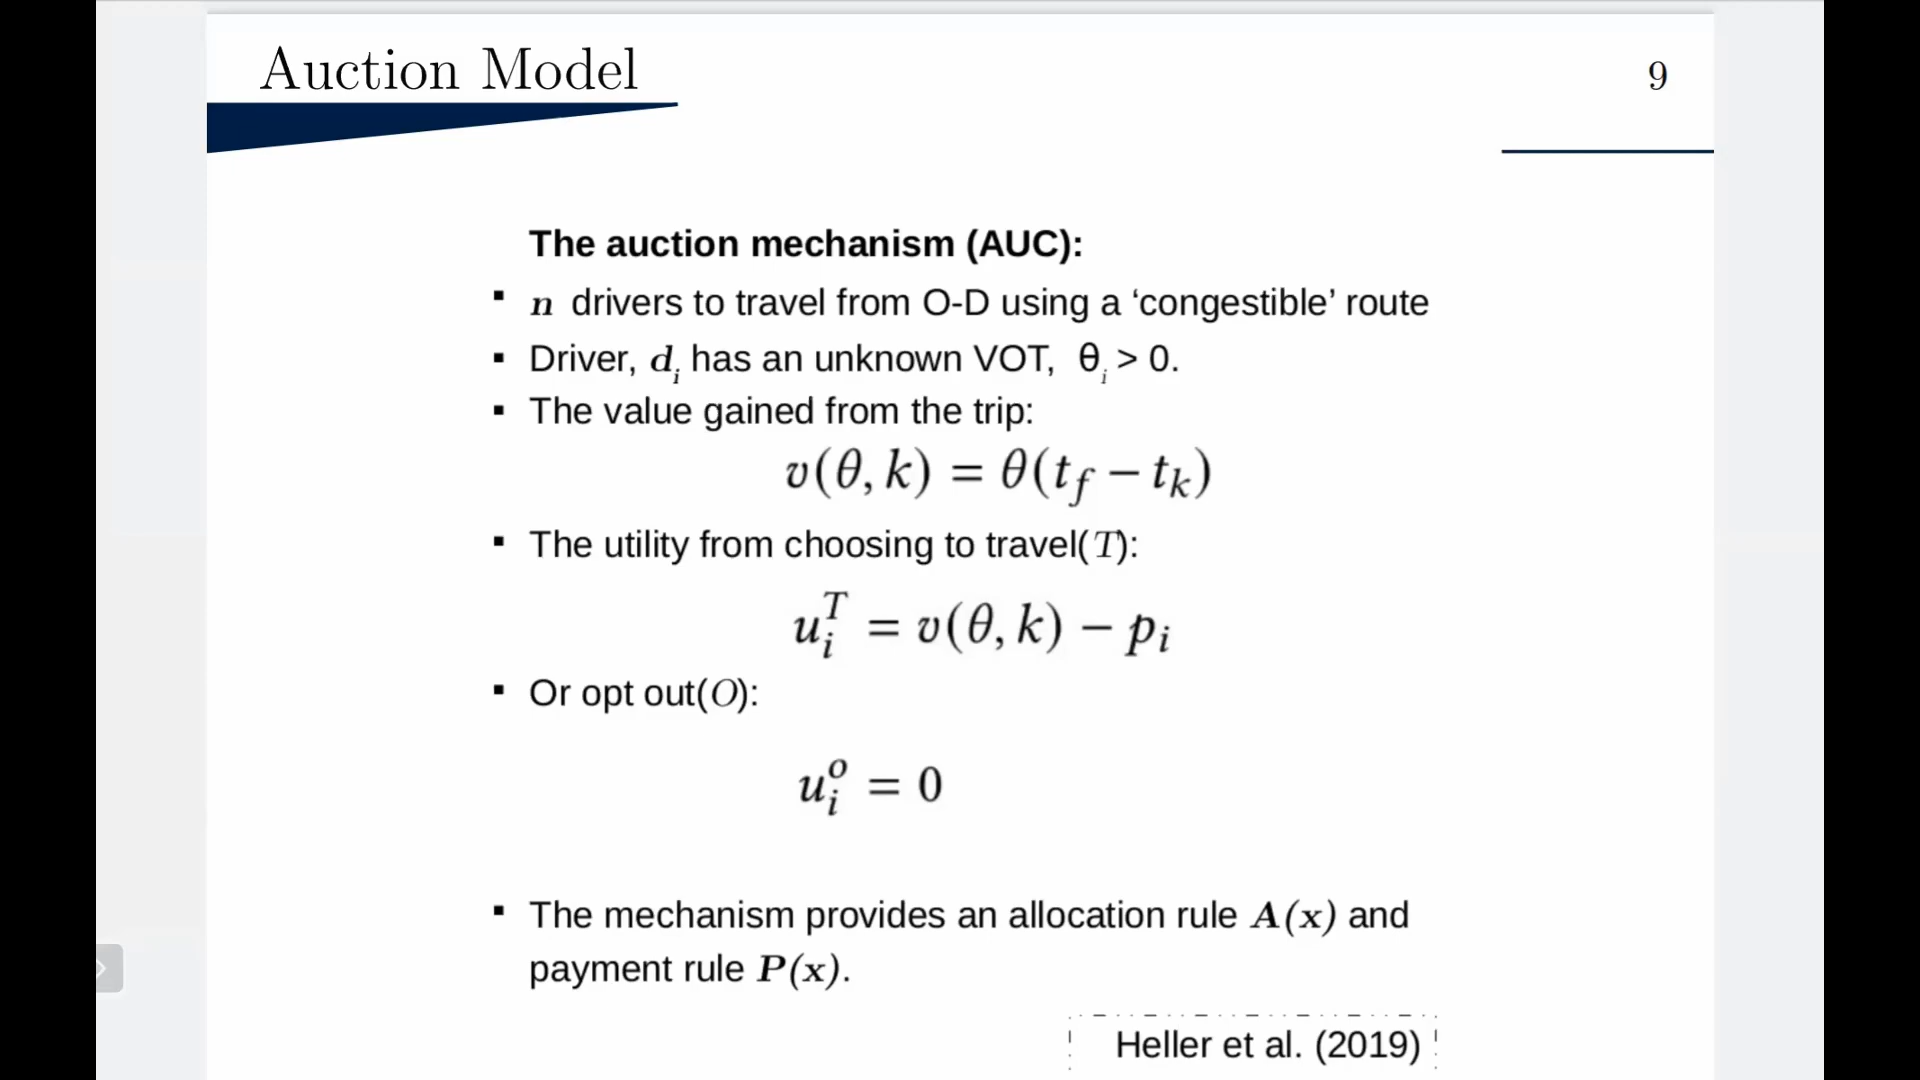 Auction Model
9
The auction mechanism (AUC):
▪ n drivers to travel from O-D using a ‘congestible’ route
▪ Driver, dᵢ has an unknown VOT, θᵢ > 0.
▪ The value gained from the trip:
v(θ, k) = θ(t_f − t_k)
▪ The utility from choosing to travel(T):
u_i^T = v(θ, k) − p_i
▪ Or opt out(O):
u_i^o = 0
▪ The mechanism provides an allocation rule A(x) and
payment rule P(x).
Heller et al. (2019)